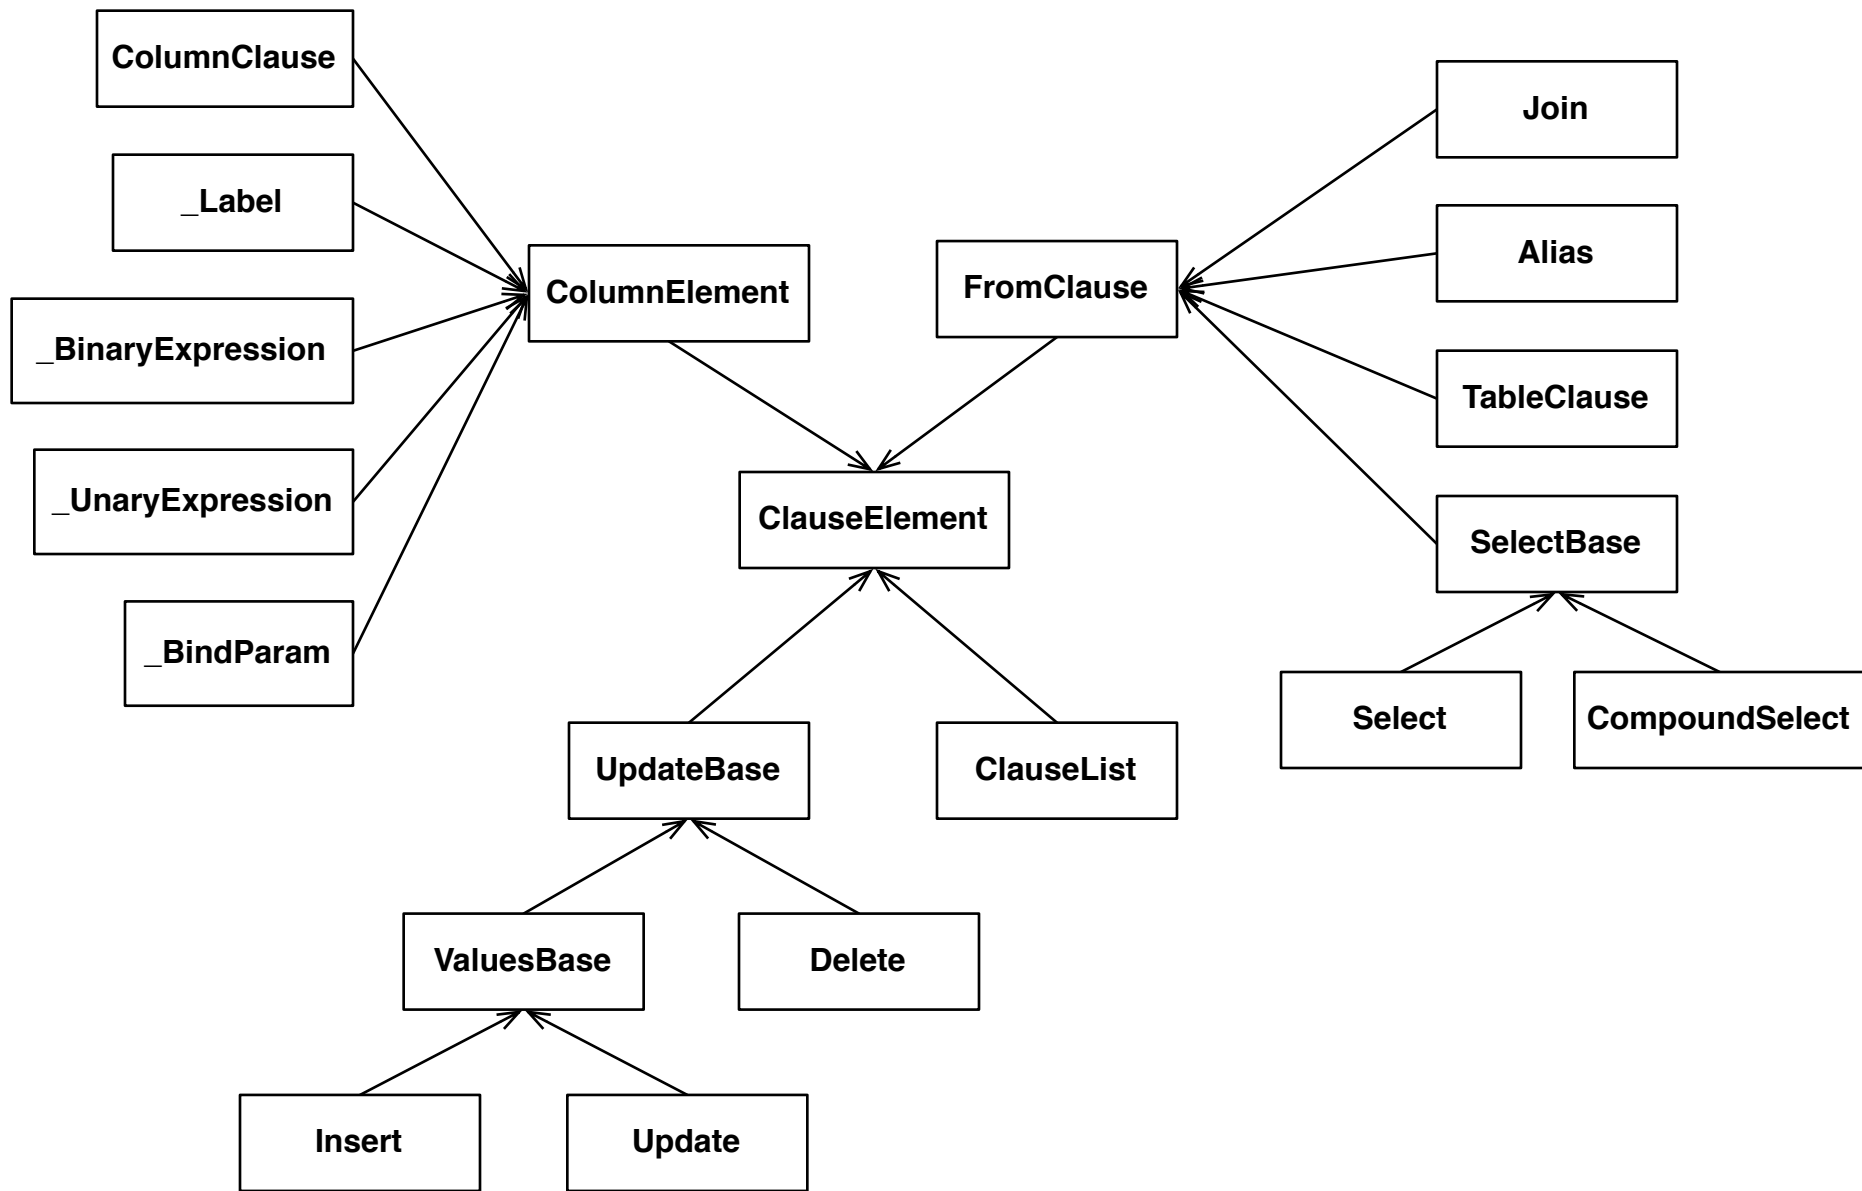 ColumnClause
Join
_Label
Alias
ColumnElement
FromClause
_BinaryExpression
TableClause
_UnaryExpression
ClauseElement
SelectBase
_BindParam
Select
CompoundSelect
UpdateBase
ClauseList
ValuesBase
Delete
Insert
Update